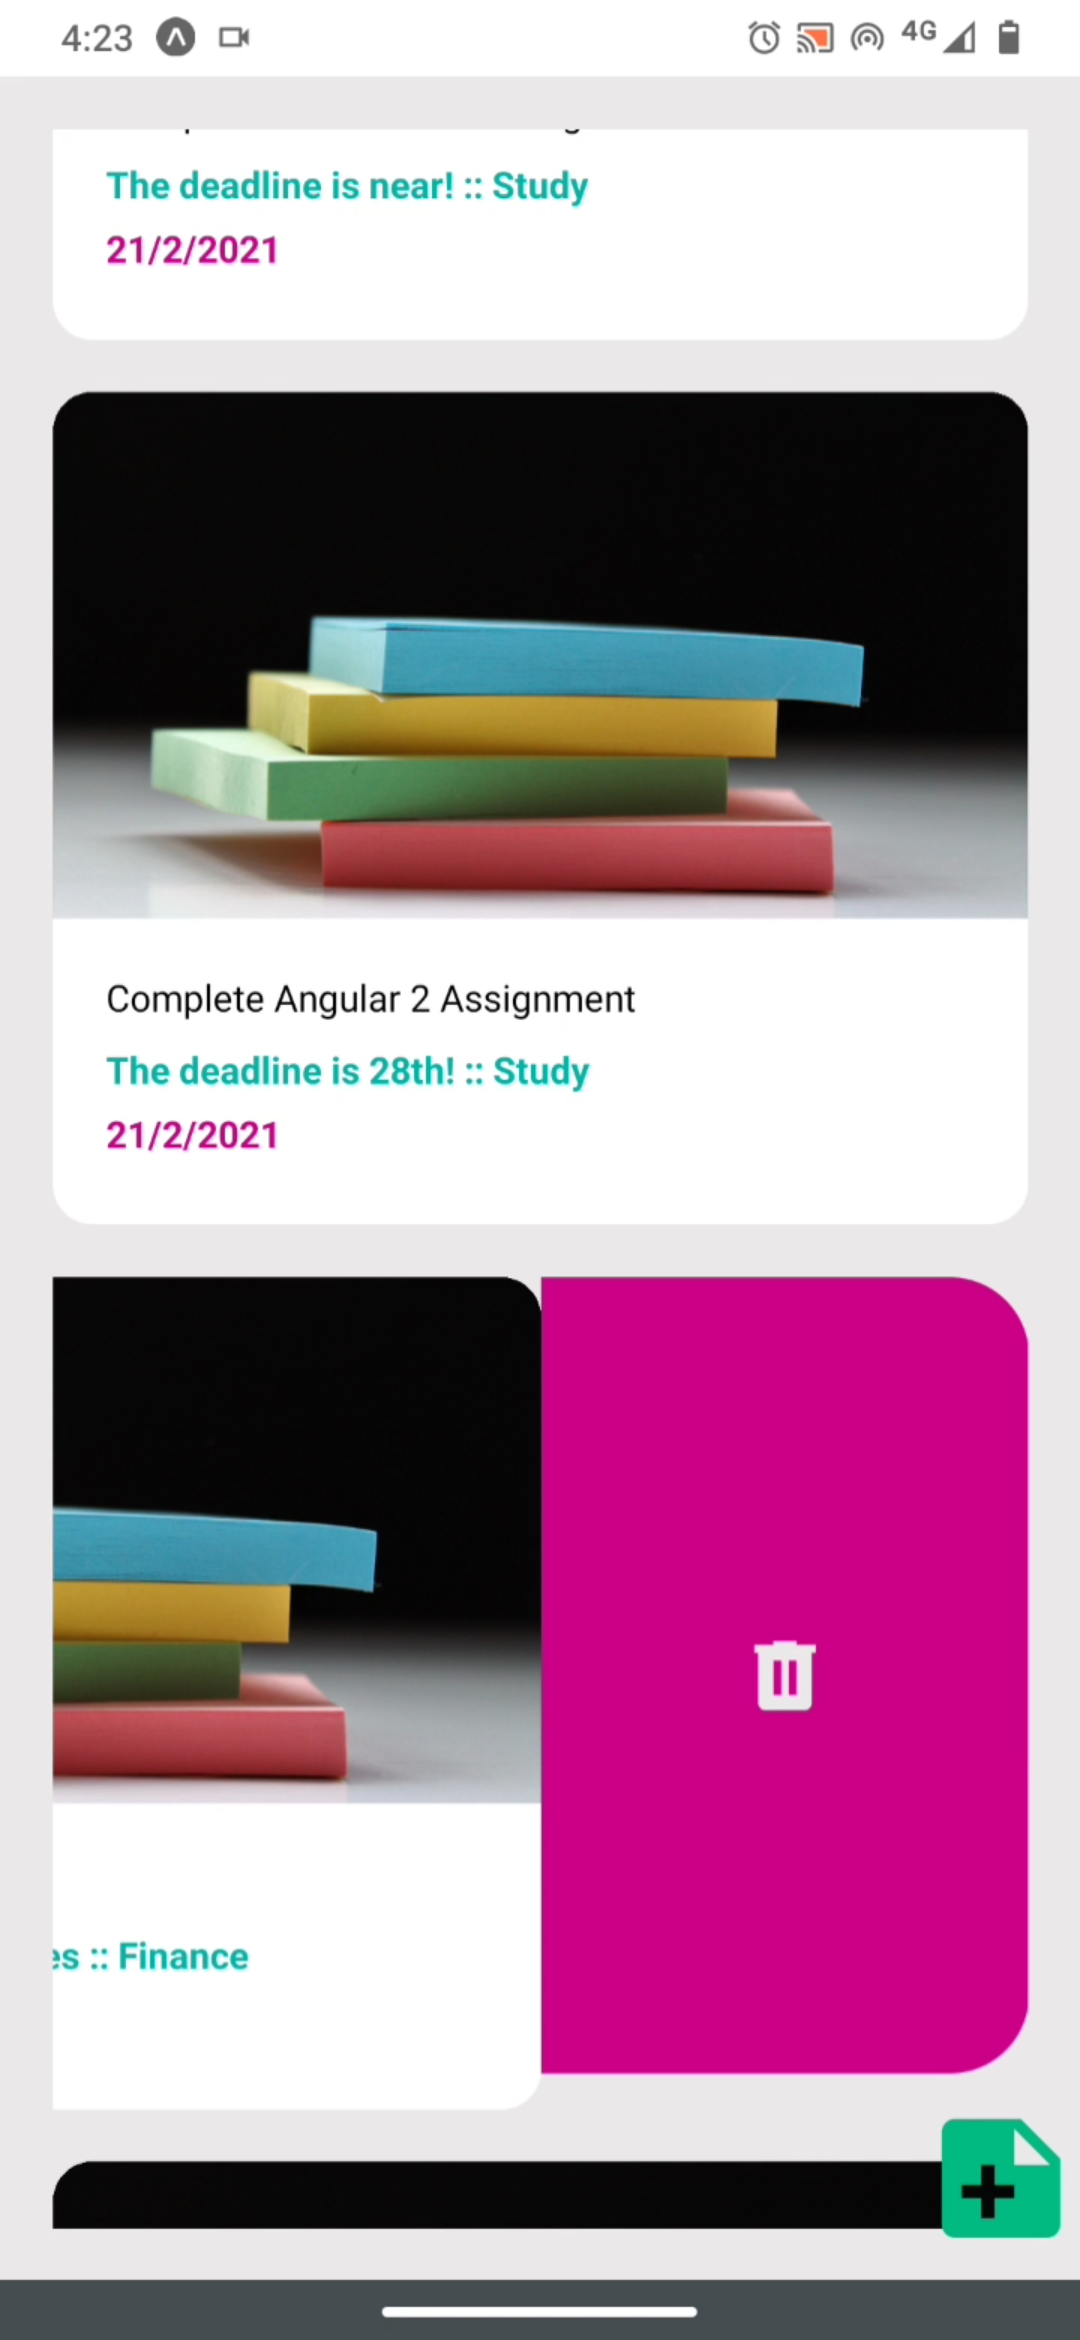 4:23
4G
The deadline is near! :: Study
21/2/2021
Complete Angular 2 Assignment
The deadline is 28th! :: Study
21/2/2021
:: Finance